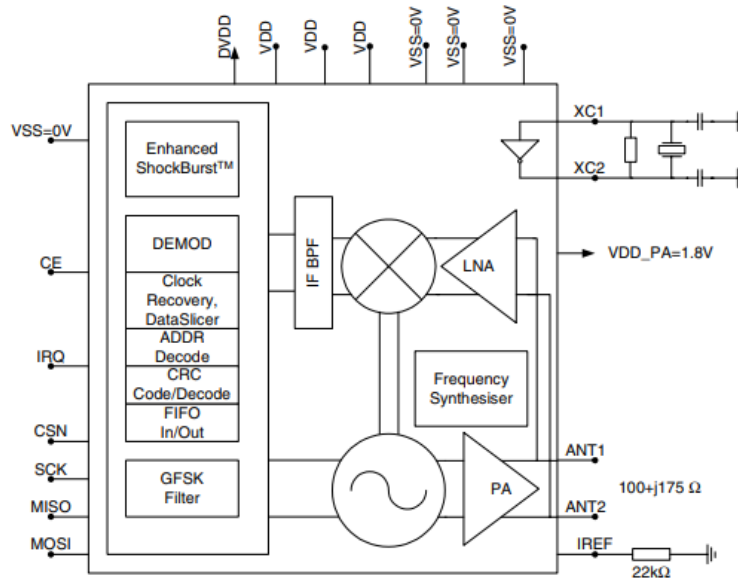 DVDD
VDD
VDD
VDD
VSS=0V
VSS=0V
VSS=0V
VSS=0V
XC1
XC2
Enhanced
ShockBurst™
DEMOD
Clock
Recovery,
DataSlicer
ADDR
Decode
CRC
Code/Decode
FIFO
In/Out
GFSK
Filter
IF BPF
LNA
VDD_PA=1.8V
CE
IRQ
Frequency
Synthesiser
CSN
SCK
MISO
MOSI
PA
ANT1
ANT2
100+j175 Ω
IREF
22kΩ